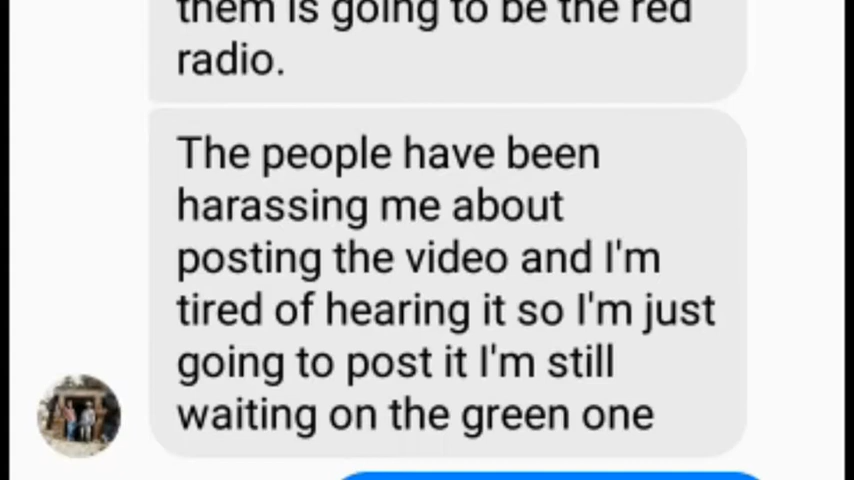 them is going to be the red
radio.
The people have been
harassing me about
posting the video and I'm
tired of hearing it so I'm just
going to post it I'm still
waiting on the green one